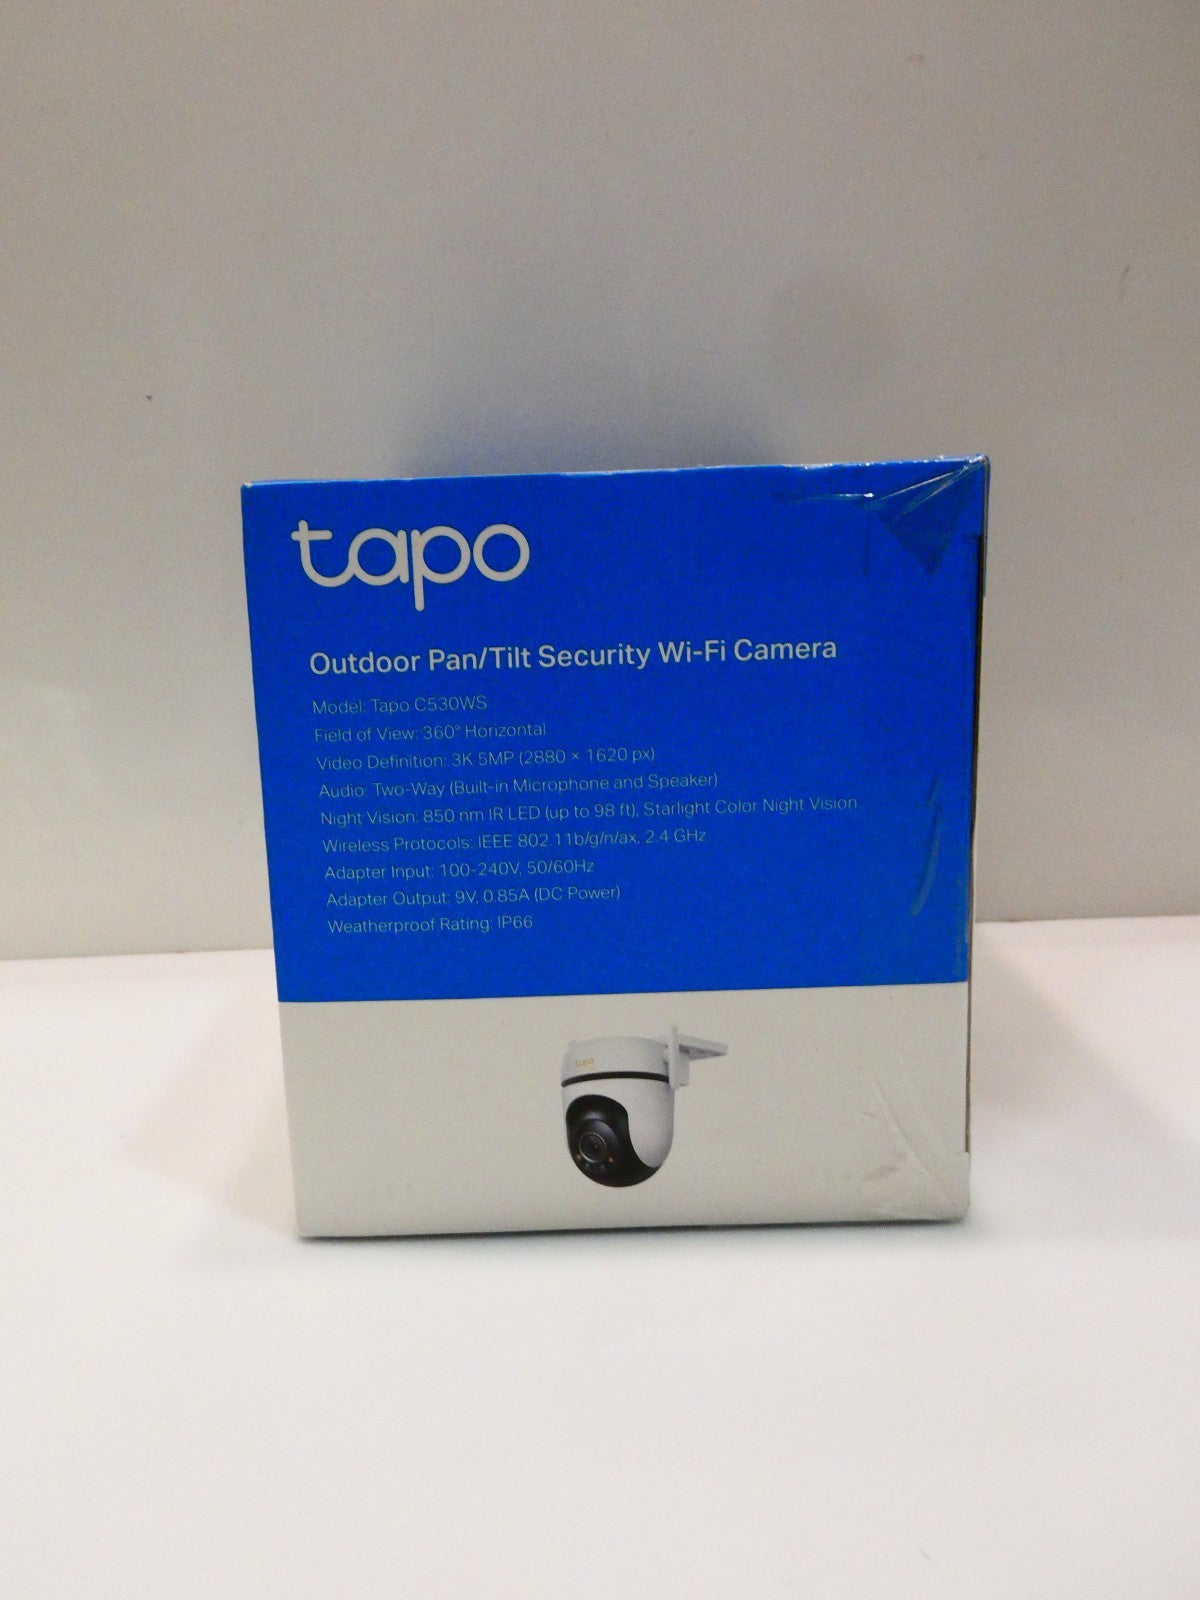 tapo
Outdoor Pan/Tilt Security Wi-Fi Camera
Model: Tapo C530WS
Field of View: 360° Horizontal
Video Definition: 3K 5MP (2880 × 1620 px)
Audio: Two-Way (Built-in Microphone and Speaker)
Night Vision: 850 nm IR LED (up to 98 ft), Starlight Color Night Vision
Wireless Protocols: IEEE 802.11b/g/n/ax, 2.4 GHz
Adapter Input: 100-240V, 50/60Hz
Adapter Output: 9V, 0.85A (DC Power)
Weatherproof Rating: IP66
tapo